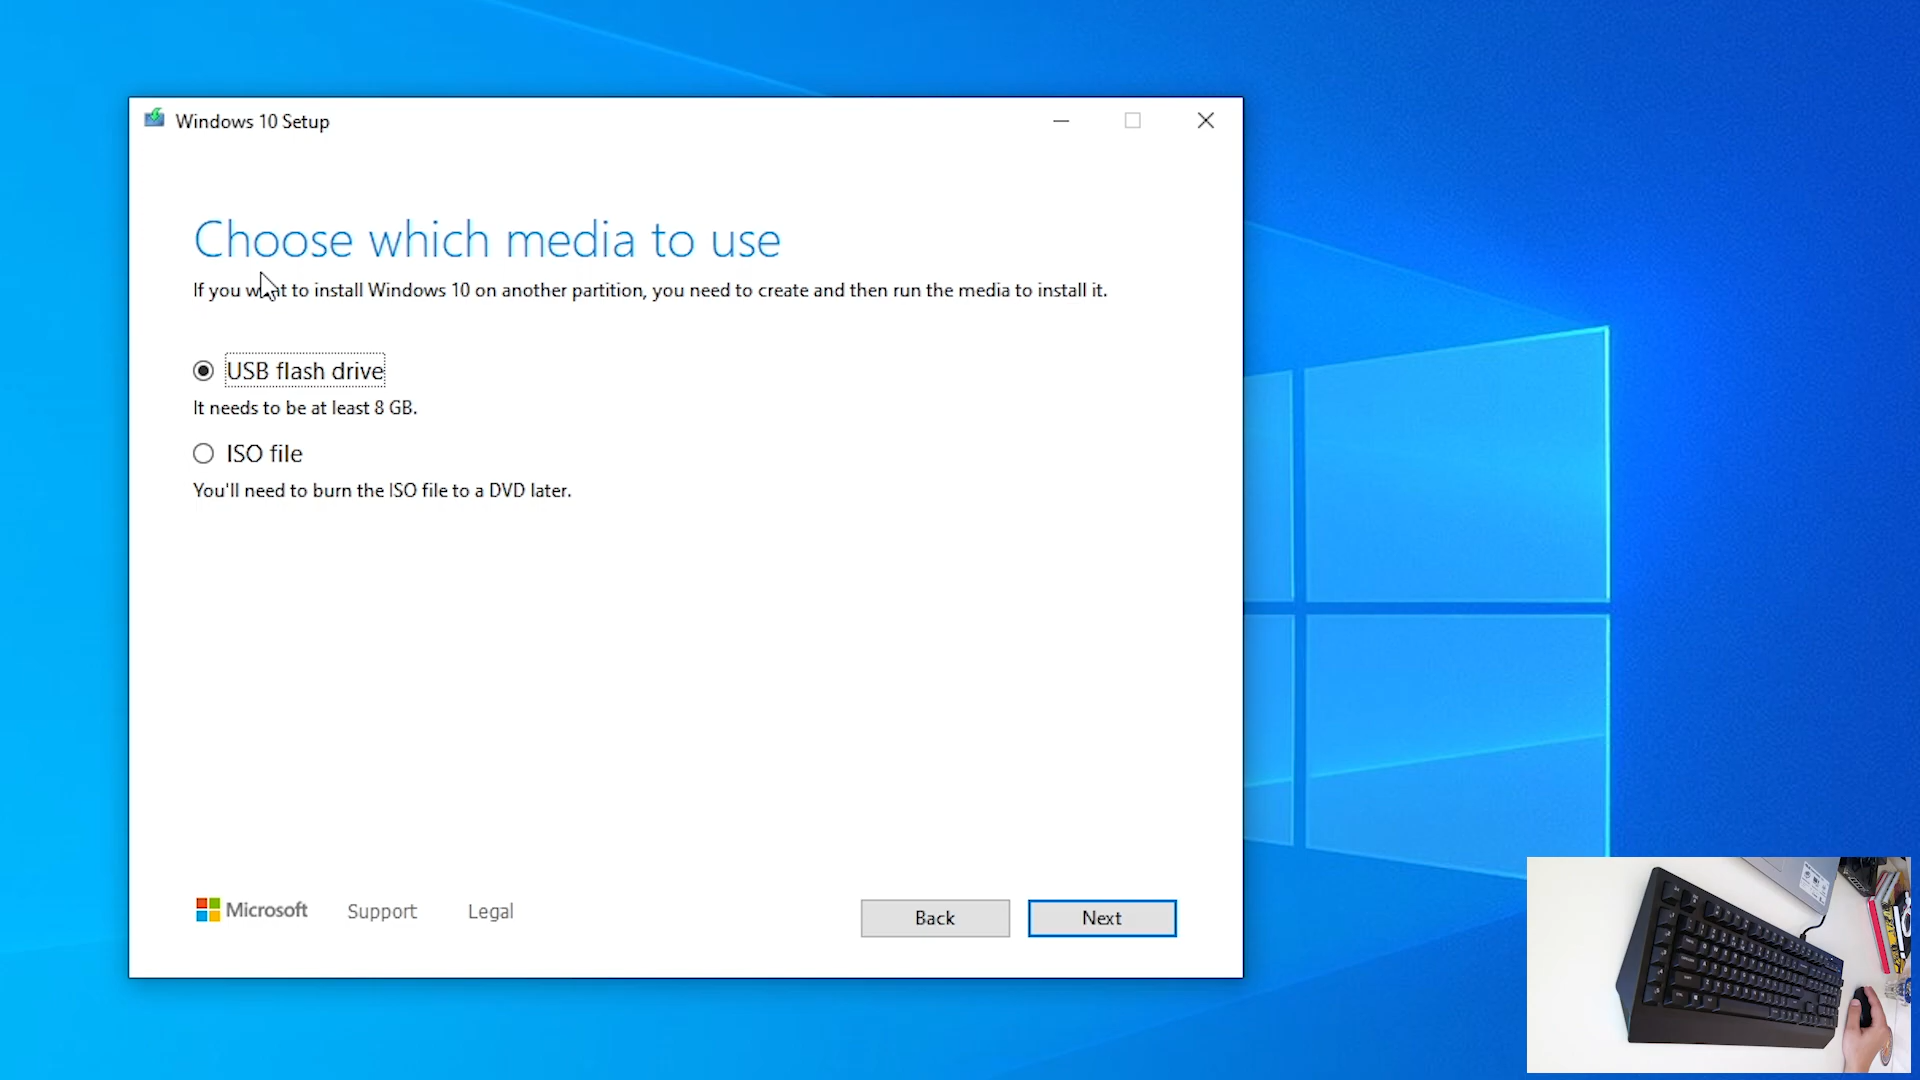 Windows 10 Setup
Choose which media to use
If you want to install Windows 10 on another partition, you need to create and then run the media to install it.
USB flash drive
It needs to be at least 8 GB.
ISO file
You'll need to burn the ISO file to a DVD later.
Microsoft
Support
Legal
Back
Next